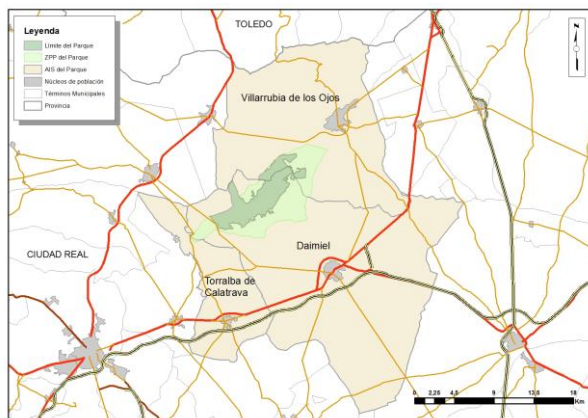 TOLEDO
Leyenda
Límite del Parque
ZPP del Parque
AIS del Parque
Núcleos de población
Términos Municipales
Provincia
N
Villarrubia de los Ojos
CIUDAD REAL
Daimiel
Torralba de
Calatrava
0 2,25 4,5 9 13,5 18
Km